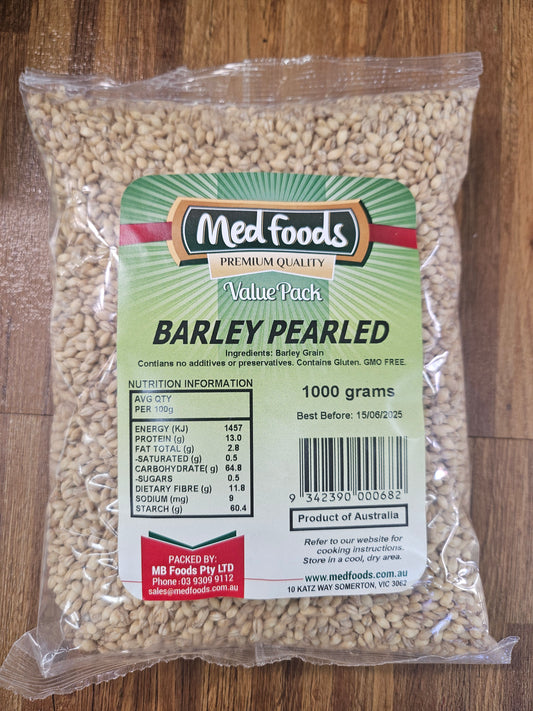 Med Foods
PREMIUM QUALITY
Value Pack
BARLEY PEARLED
Ingredients: Barley Grain
Contians no additives or preservatives. Contains Gluten. GMO FREE.
NUTRITION INFORMATION
AVG QTY
PER 100g
ENERGY (KJ) 1457
PROTEIN (g) 13.0
FAT TOTAL (g) 2.8
-SATURATED (g) 0.5
CARBOHYDRATE( g) 64.8
-SUGARS 0.5
DIETARY FIBRE (g) 11.8
SODIUM (mg) 9
STARCH (g) 60.4
1000 grams
Best Before: 15/06/2025
9 342390 000682
Product of Australia
Refer to our website for
cooking instructions.
Store in a cool, dry area.
www.medfoods.com.au
10 KATZ WAY SOMERTON, VIC 3062
PACKED BY:
MB Foods Pty LTD
Phone : 03 9309 9112
sales@medfoods.com.au